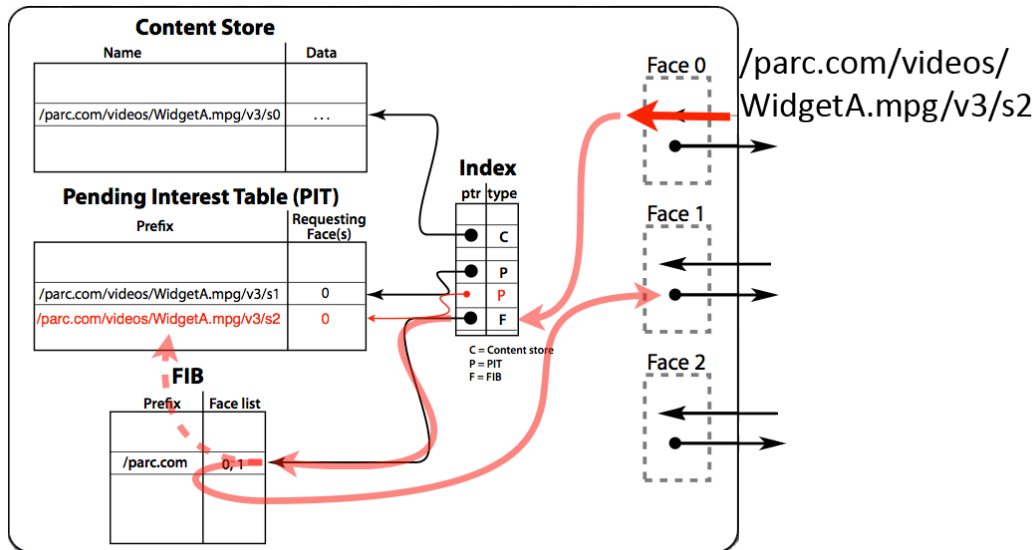 Content Store
Name Data
/parc.com/videos/WidgetA.mpg/v3/s0 ...
Pending Interest Table (PIT)
Prefix Requesting
Face(s)
/parc.com/videos/WidgetA.mpg/v3/s1 0
/parc.com/videos/WidgetA.mpg/v3/s2 0
FIB
Prefix Face list
/parc.com 0, 1
Index
ptr type
C
P
P
F
C = Content store
P = PIT
F = FIB
Face 0
/parc.com/videos/
WidgetA.mpg/v3/s2
Face 1
Face 2